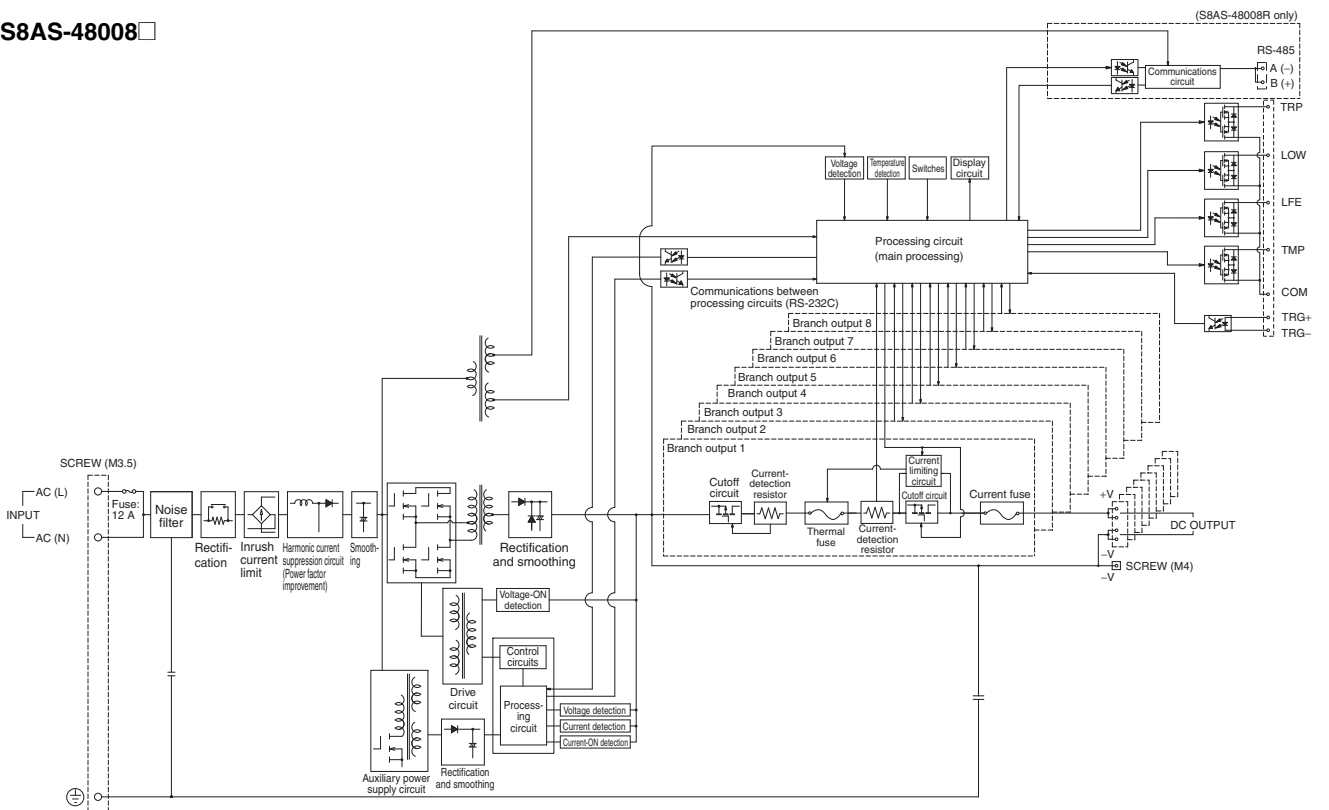 S8AS-48008□
(S8AS-48008R only)
RS-485
A (–)
B (+)
Communications
circuit
TRP
LOW
LFE
TMP
COM
TRG+
TRG–
Voltage
detection
Temperature
detection
Switches
Display
circuit
Processing circuit
(main processing)
Communications between
processing circuits (RS-232C)
Branch output 8
Branch output 7
Branch output 6
Branch output 5
Branch output 4
Branch output 3
Branch output 2
Branch output 1
Cutoff
circuit
Current-
detection
resistor
Thermal
fuse
Current-
detection
resistor
Current
limiting
circuit
Cutoff circuit
Current fuse
+V
DC OUTPUT
–V
SCREW (M4)
–V
SCREW (M3.5)
AC (L)
INPUT
AC (N)
Fuse:
12 A
Noise
filter
Rectifi-
cation
Inrush
current
limit
Harmonic current
suppression circuit
(Power factor
improvement)
Smooth-
ing
Rectification
and smoothing
Voltage-ON
detection
Drive
circuit
Control
circuits
Process-
ing
circuit
Voltage detection
Current detection
Current-ON detection
Auxiliary power
supply circuit
Rectification
and smoothing